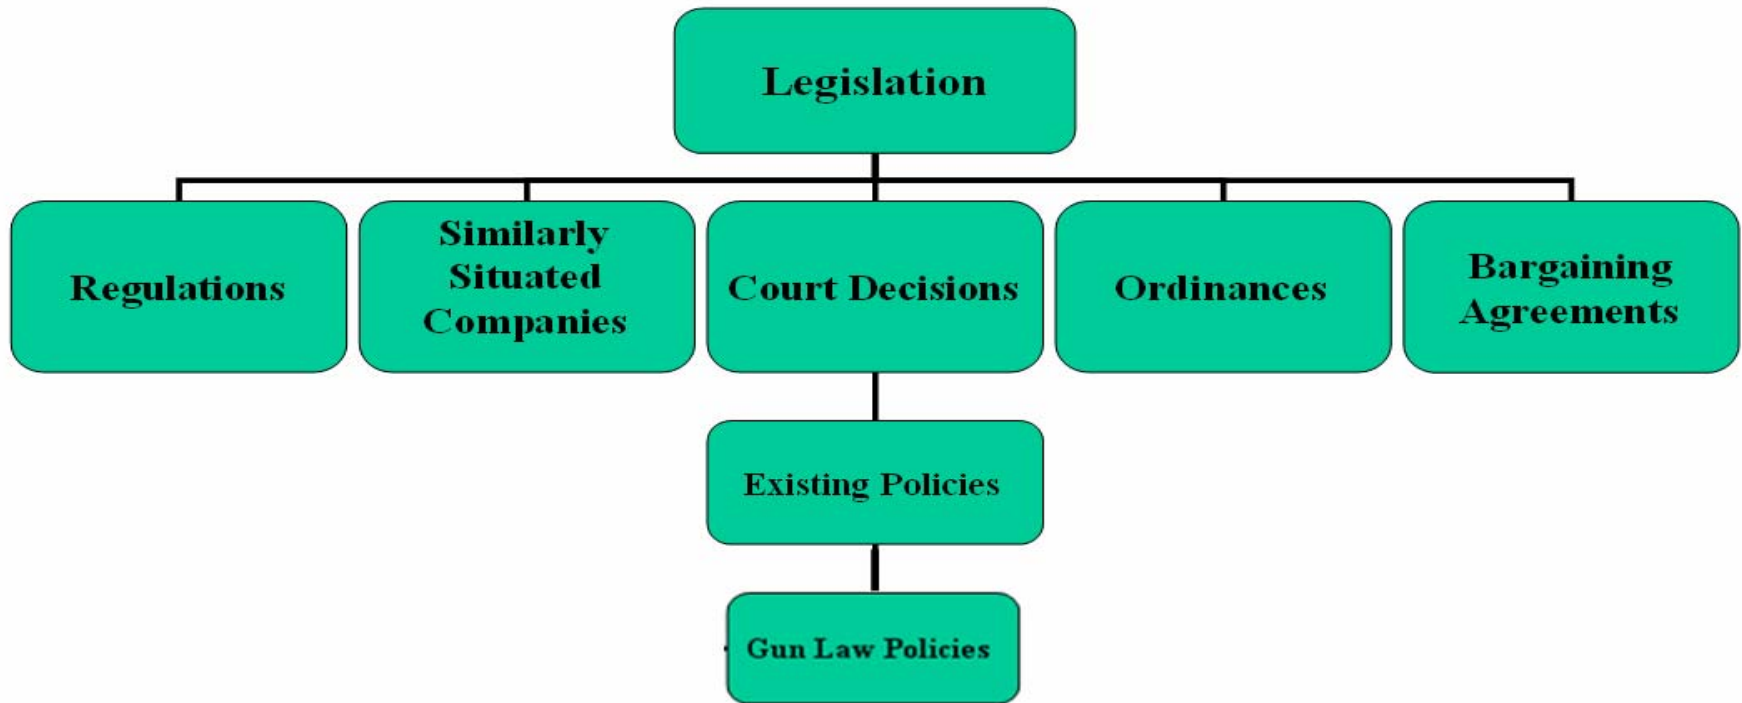 Legislation
Regulations
Similarly
Situated
Companies
Court Decisions
Ordinances
Bargaining
Agreements
Existing Policies
Gun Law Policies